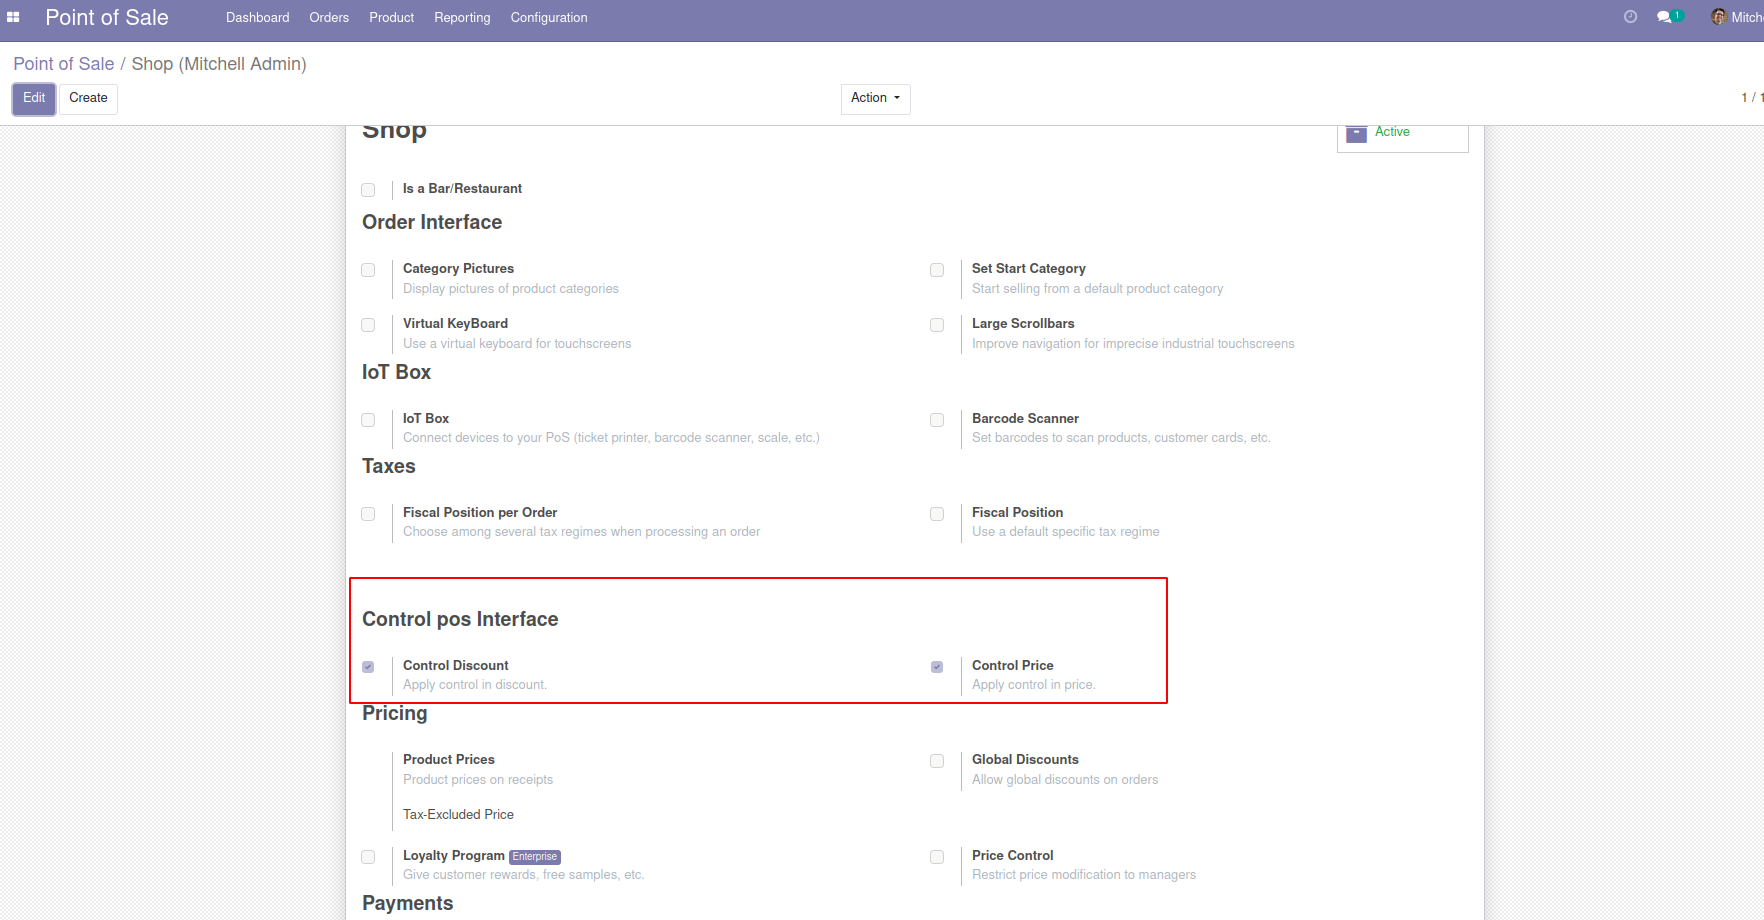 Point of Sale Dashboard Orders Product Reporting Configuration 1
Point of Sale / Shop (Mitchell Admin)
Edit Create Action 1 / 1
Shop Active
Is a Bar/Restaurant
Order Interface
Category Pictures Set Start Category
Display pictures of product categories Start selling from a default product category
Virtual KeyBoard Large Scrollbars
Use a virtual keyboard for touchscreens Improve navigation for imprecise industrial touchscreens
IoT Box
IoT Box Barcode Scanner
Connect devices to your PoS (ticket printer, barcode scanner, scale, etc.) Set barcodes to scan products, customer cards, etc.
Taxes
Fiscal Position per Order Fiscal Position
Choose among several tax regimes when processing an order Use a default specific tax regime
Control pos Interface
Control Discount Control Price
Apply control in discount. Apply control in price.
Pricing
Product Prices Global Discounts
Product prices on receipts Allow global discounts on orders
Tax-Excluded Price
Loyalty Program Enterprise Price Control
Give customer rewards, free samples, etc. Restrict price modification to managers
Payments